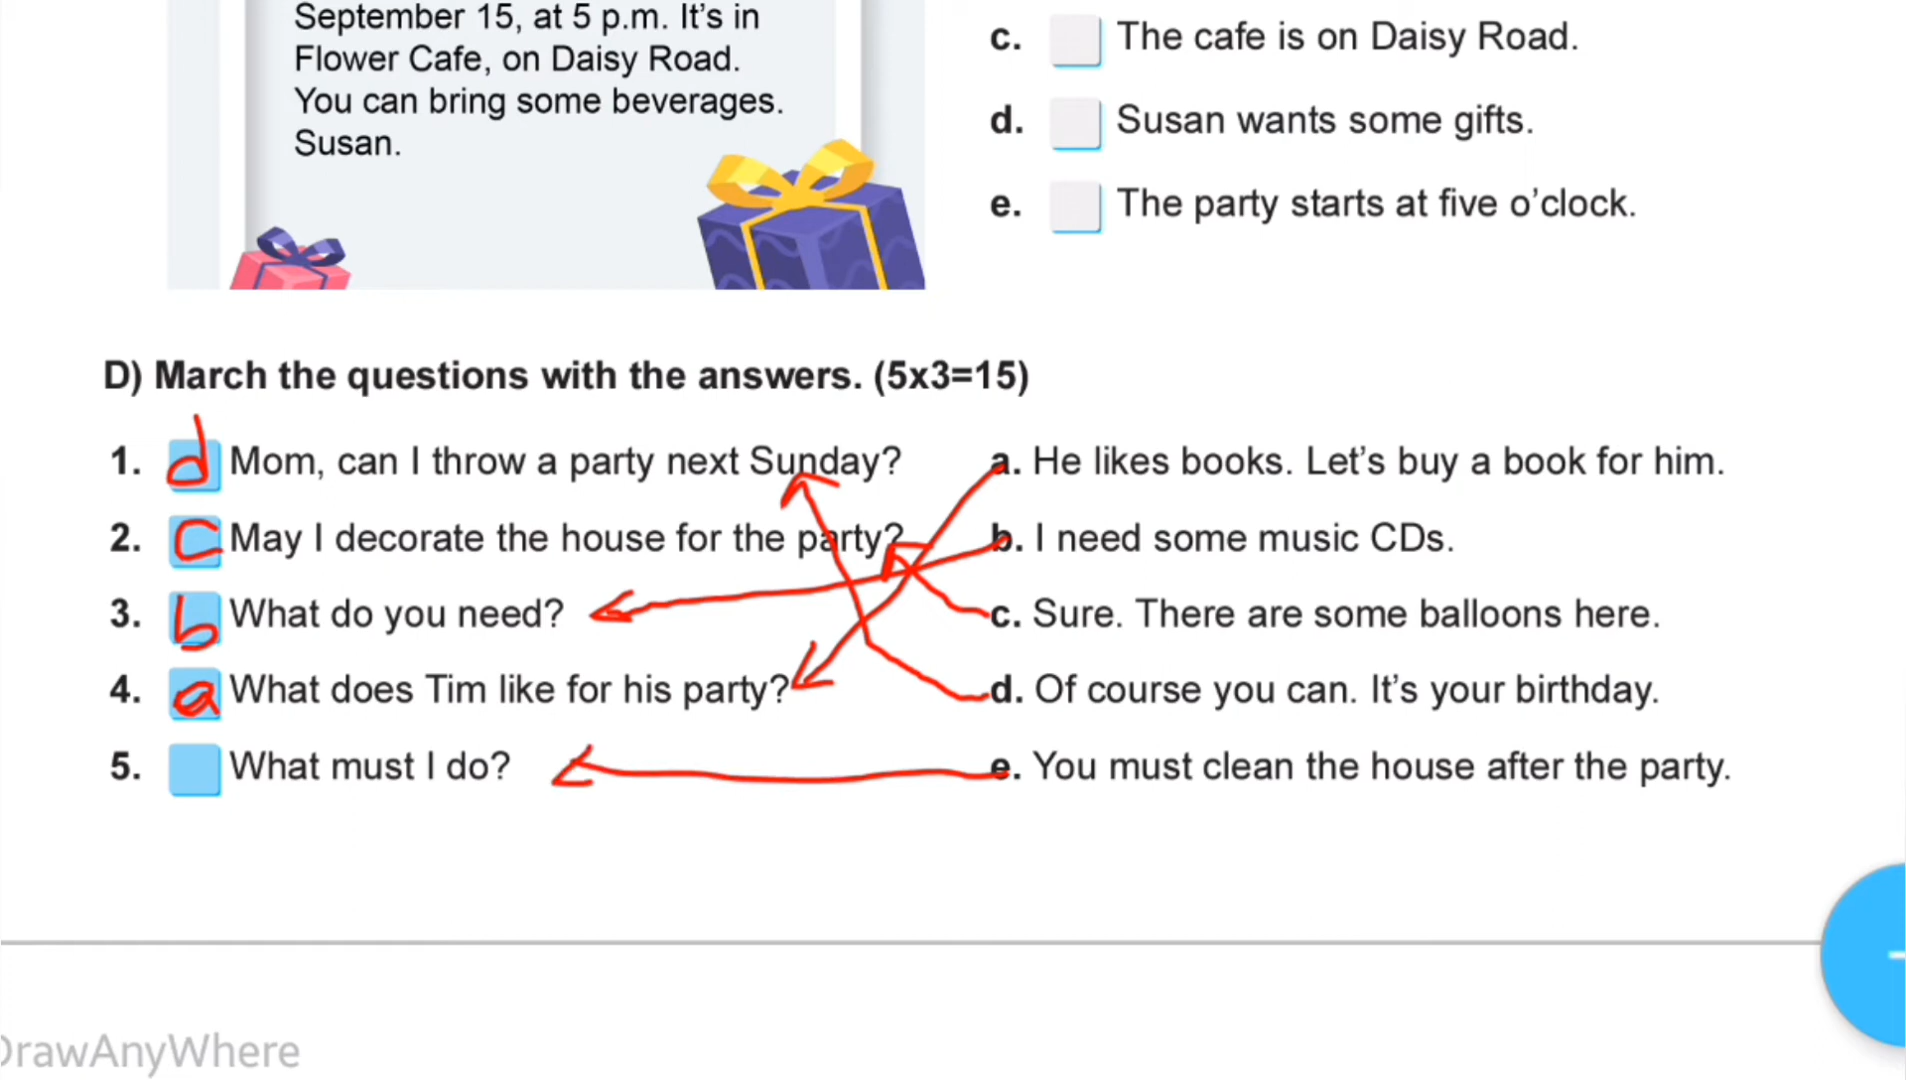 September 15, at 5 p.m. It's in
Flower Cafe, on Daisy Road.
You can bring some beverages.
Susan.
c. The cafe is on Daisy Road.
d. Susan wants some gifts.
e. The party starts at five o'clock.
D) March the questions with the answers. (5x3=15)
1. d Mom, can I throw a party next Sunday?
2. c May I decorate the house for the party?
3. b What do you need?
4. a What does Tim like for his party?
5. What must I do?
a. He likes books. Let's buy a book for him.
b. I need some music CDs.
c. Sure. There are some balloons here.
d. Of course you can. It's your birthday.
e. You must clean the house after the party.
DrawAnyWhere